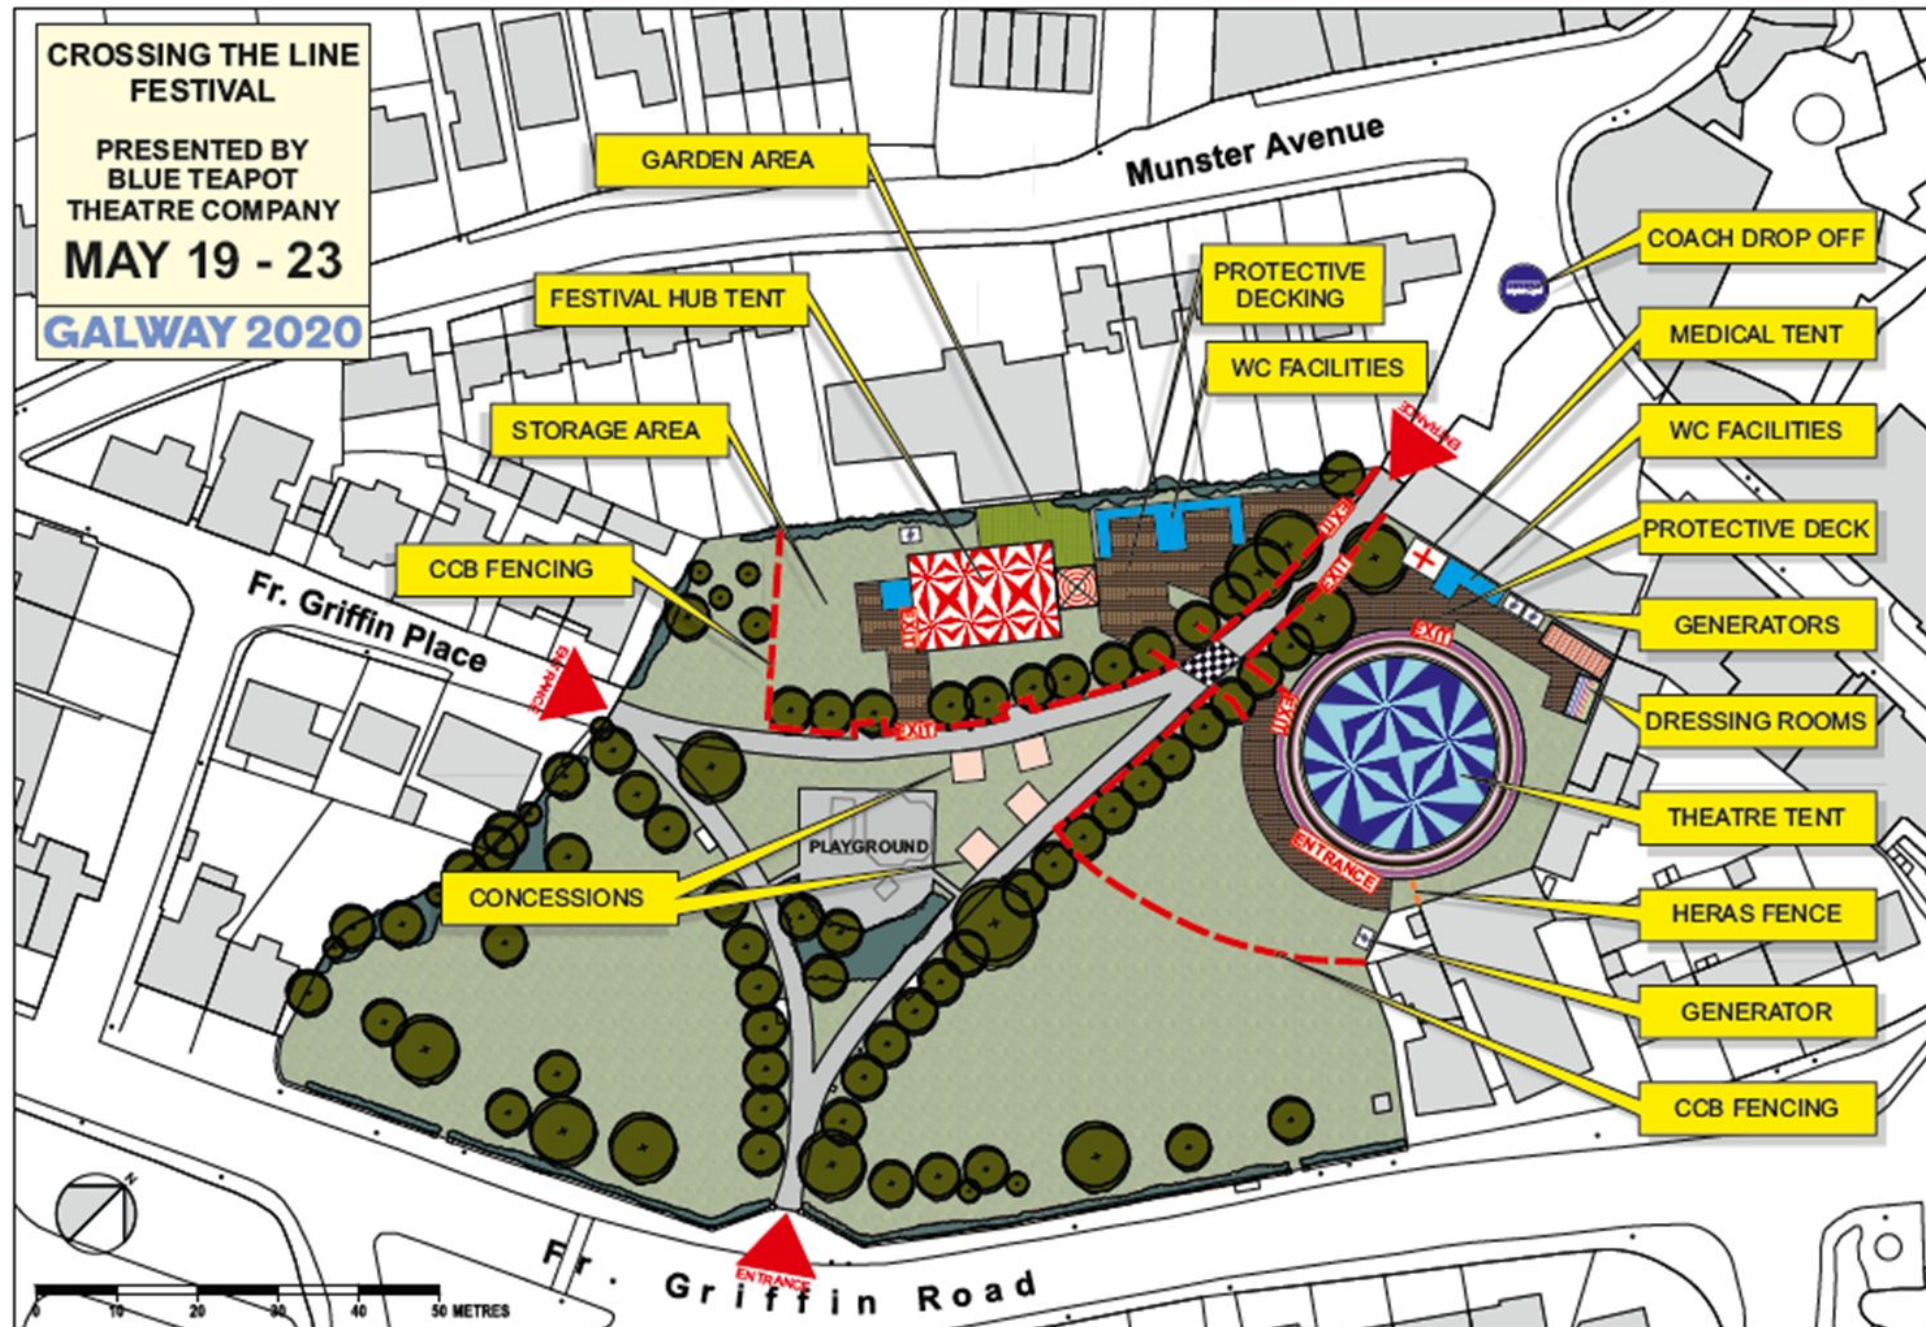 CROSSING THE LINE
FESTIVAL
PRESENTED BY
BLUE TEAPOT
THEATRE COMPANY
MAY 19 - 23
GALWAY 2020
GARDEN AREA
Munster Avenue
COACH DROP OFF
FESTIVAL HUB TENT
PROTECTIVE
DECKING
MEDICAL TENT
WC FACILITIES
STORAGE AREA
ENTRANCE
WC FACILITIES
EXIT
PROTECTIVE DECK
CCB FENCING
EXIT
Fr. Griffin Place
GENERATORS
EXIT
EXIT
ENTRANCE
DRESSING ROOMS
EXIT
EXIT
THEATRE TENT
PLAYGROUND
ENTRANCE
CONCESSIONS
HERAS FENCE
GENERATOR
CCB FENCING
N
ENTRANCE
Fr. Griffin Road
0 10 20 30 40 50 METRES